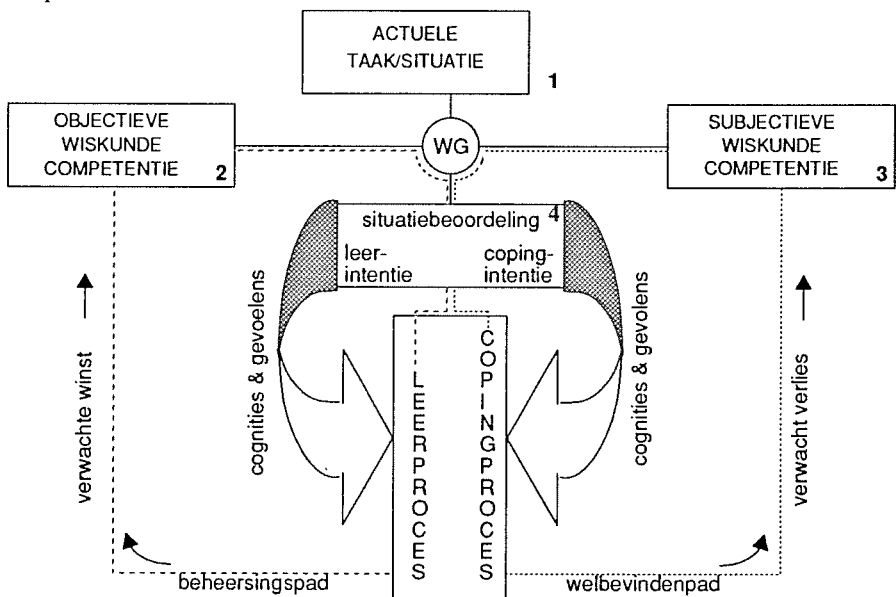 ACTUELE
TAAK/SITUATIE
1
OBJECTIEVE
WISKUNDE
COMPETENTIE
2
WG
SUBJECTIEVE
WISKUNDE
COMPETENTIE
3
situatiebeoordeling
4
leer-
intentie
coping-
intentie
verwachte winst
cognities & gevoelens
LEERPROCES
COPINGPROCES
cognities & gevolens
verwacht verlies
beheersingspad
welbevindenpad